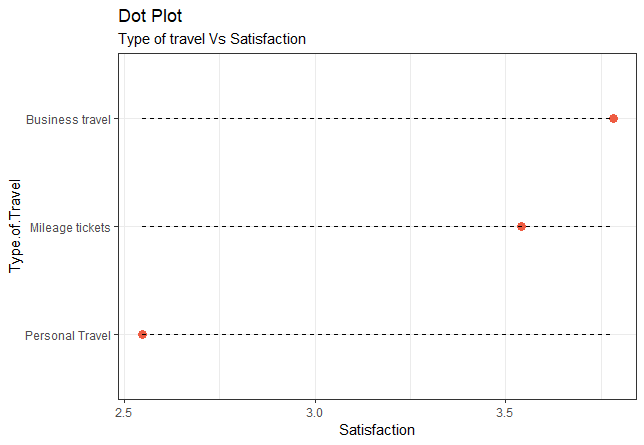 Dot Plot
Type of travel Vs Satisfaction
Business travel
Mileage tickets
Personal Travel
Type.of.Travel
2.5
3.0
3.5
Satisfaction